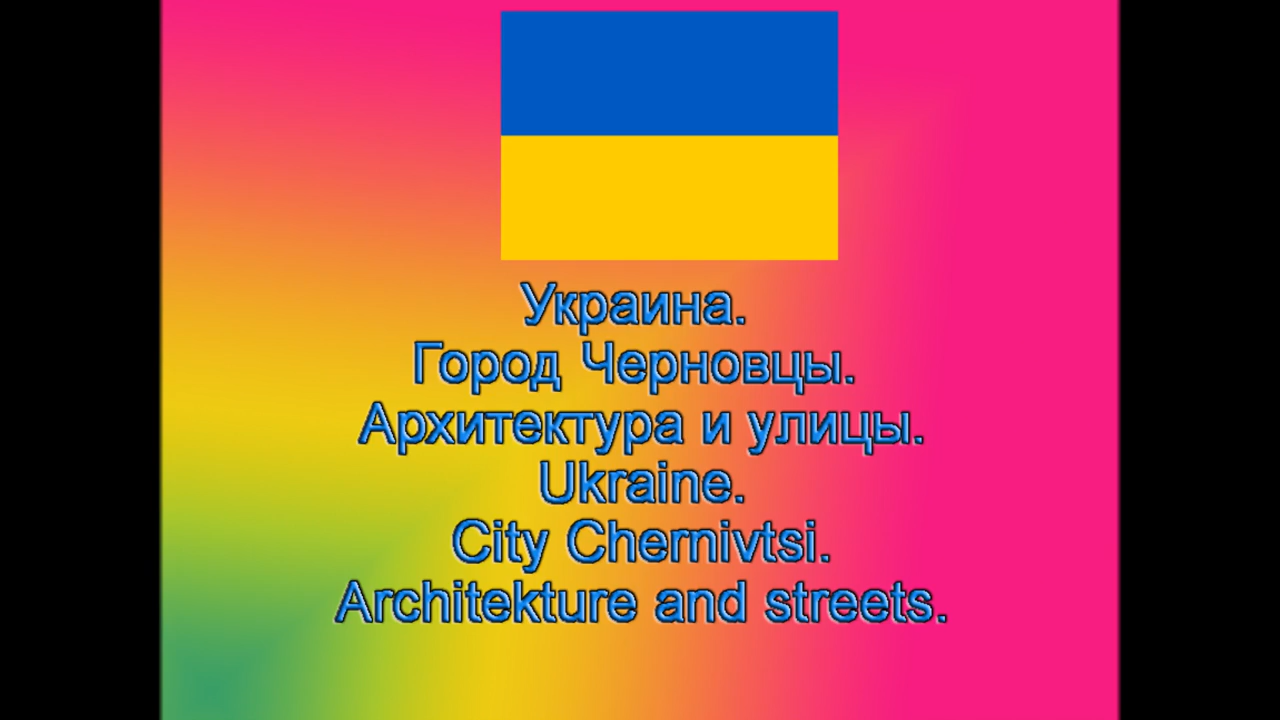 Украина.
Город Черновцы.
Архитектура и улицы.
Ukraine.
City Chernivtsi.
Architekture and streets.